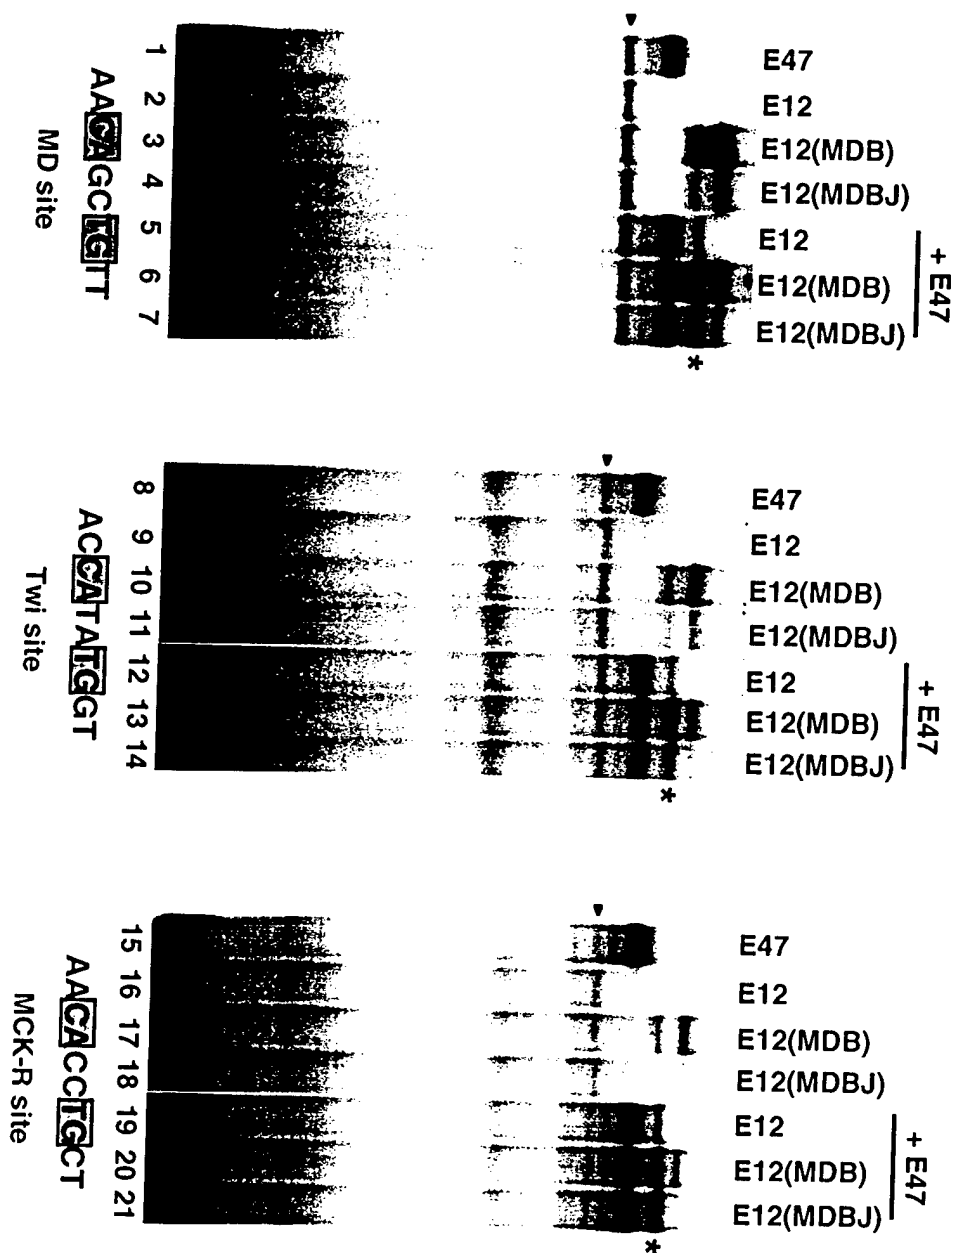 E47
E12
E12(MDB)
E12(MDBJ)
E12
E12(MDB)
E12(MDBJ)
+ E47
*
1 2 3 4 5 6 7
AACAGCTGTT
MD site
E47
E12
E12(MDB)
E12(MDBJ)
E12
E12(MDB)
E12(MDBJ)
+ E47
*
8 9 10 11 12 13 14
ACCATATGGT
Twi site
E47
E12
E12(MDB)
E12(MDBJ)
E12
E12(MDB)
E12(MDBJ)
+ E47
*
15 16 17 18 19 20 21
AACACCTGCT
MCK-R site